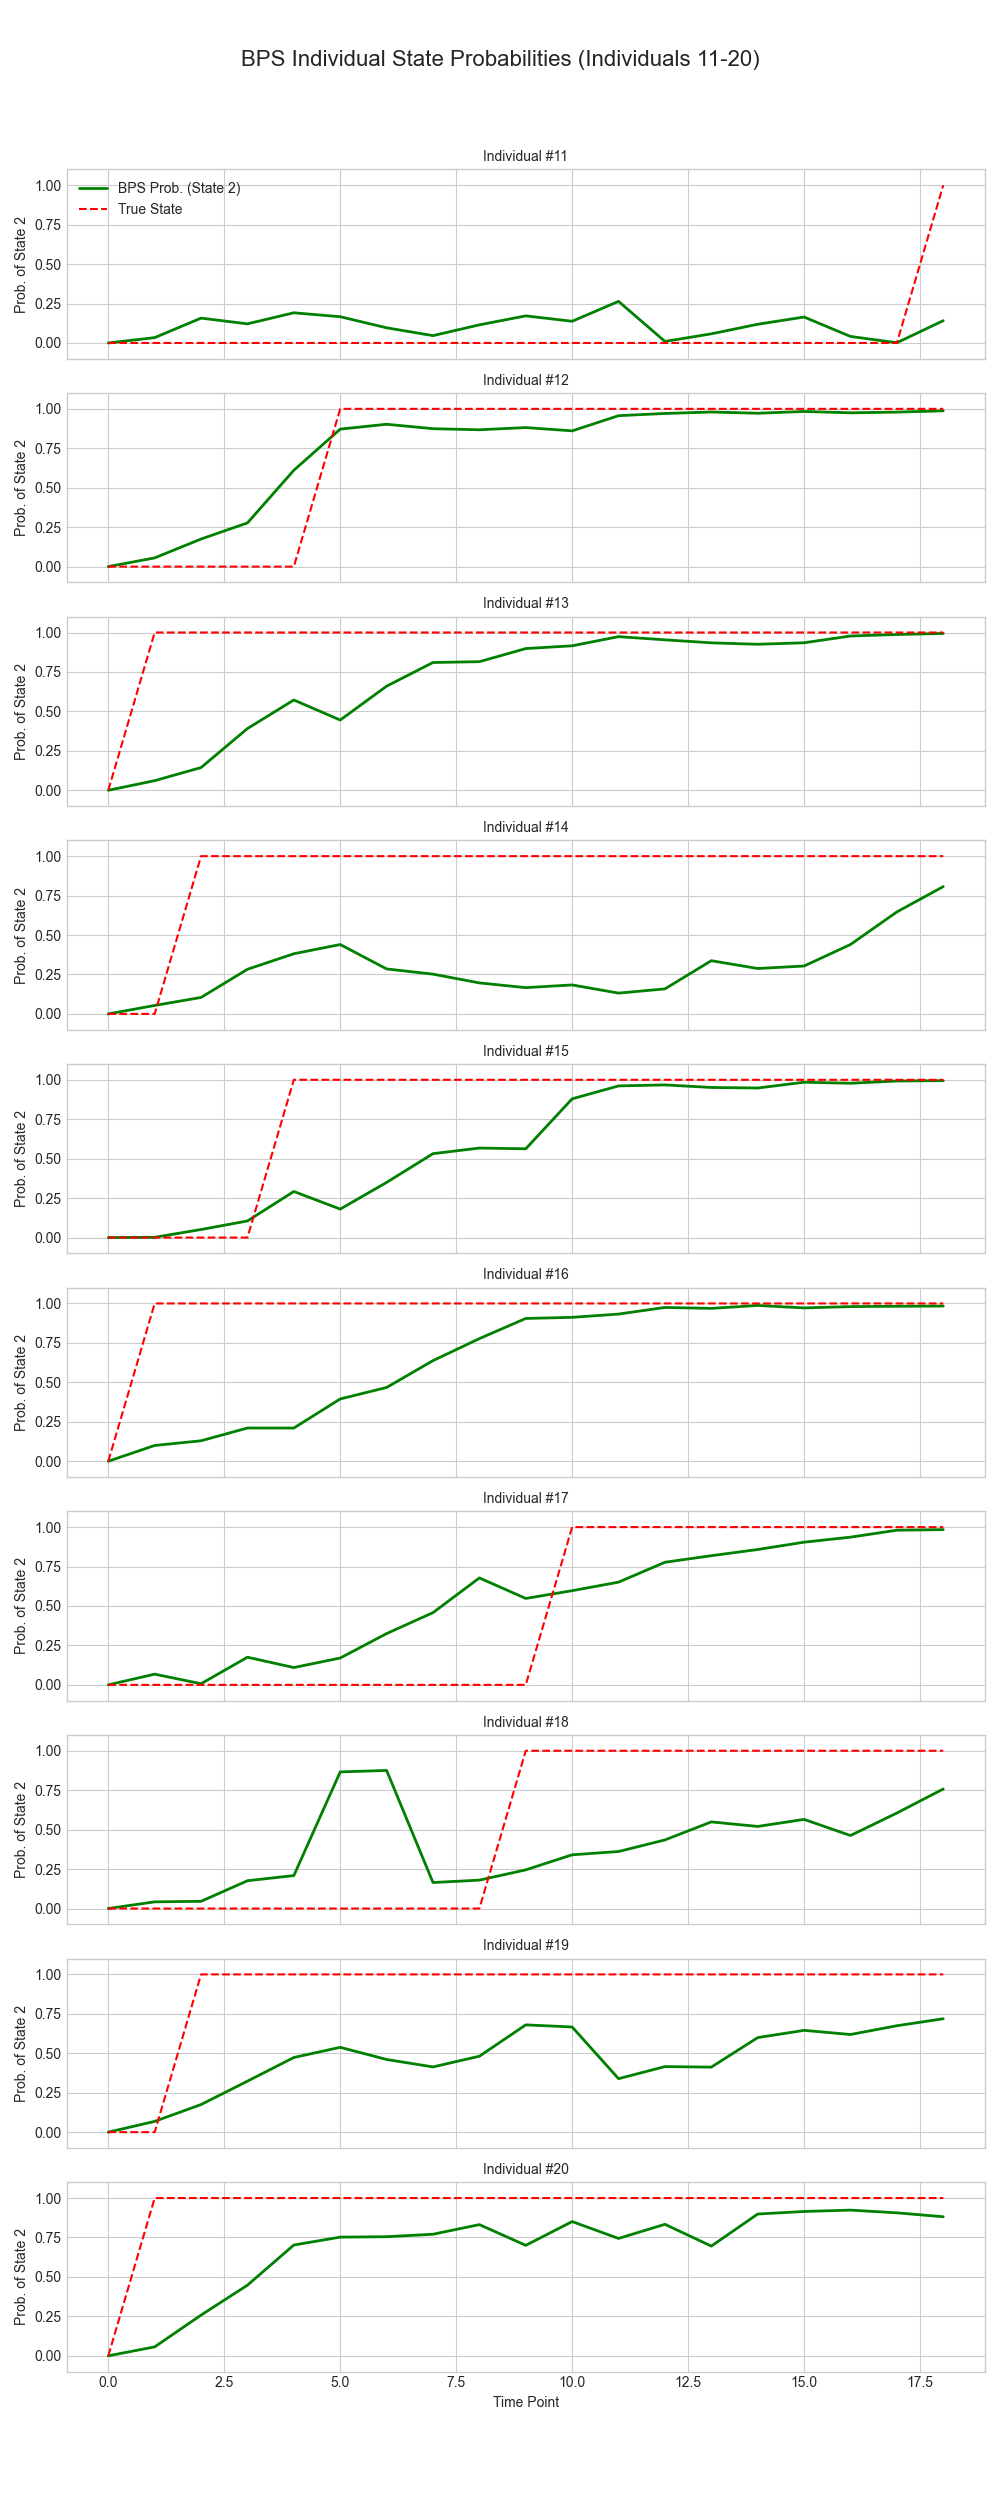 BPS Individual State Probabilities (Individuals 11-20)
Individual #11
BPS Prob. (State 2)
True State
Prob. of State 2
1.00
0.75
0.50
0.25
0.00
Individual #12
Prob. of State 2
1.00
0.75
0.50
0.25
0.00
Individual #13
Prob. of State 2
1.00
0.75
0.50
0.25
0.00
Individual #14
Prob. of State 2
1.00
0.75
0.50
0.25
0.00
Individual #15
Prob. of State 2
1.00
0.75
0.50
0.25
0.00
Individual #16
Prob. of State 2
1.00
0.75
0.50
0.25
0.00
Individual #17
Prob. of State 2
1.00
0.75
0.50
0.25
0.00
Individual #18
Prob. of State 2
1.00
0.75
0.50
0.25
0.00
Individual #19
Prob. of State 2
1.00
0.75
0.50
0.25
0.00
Individual #20
Prob. of State 2
1.00
0.75
0.50
0.25
0.00
0.0 2.5 5.0 7.5 10.0 12.5 15.0 17.5
Time Point